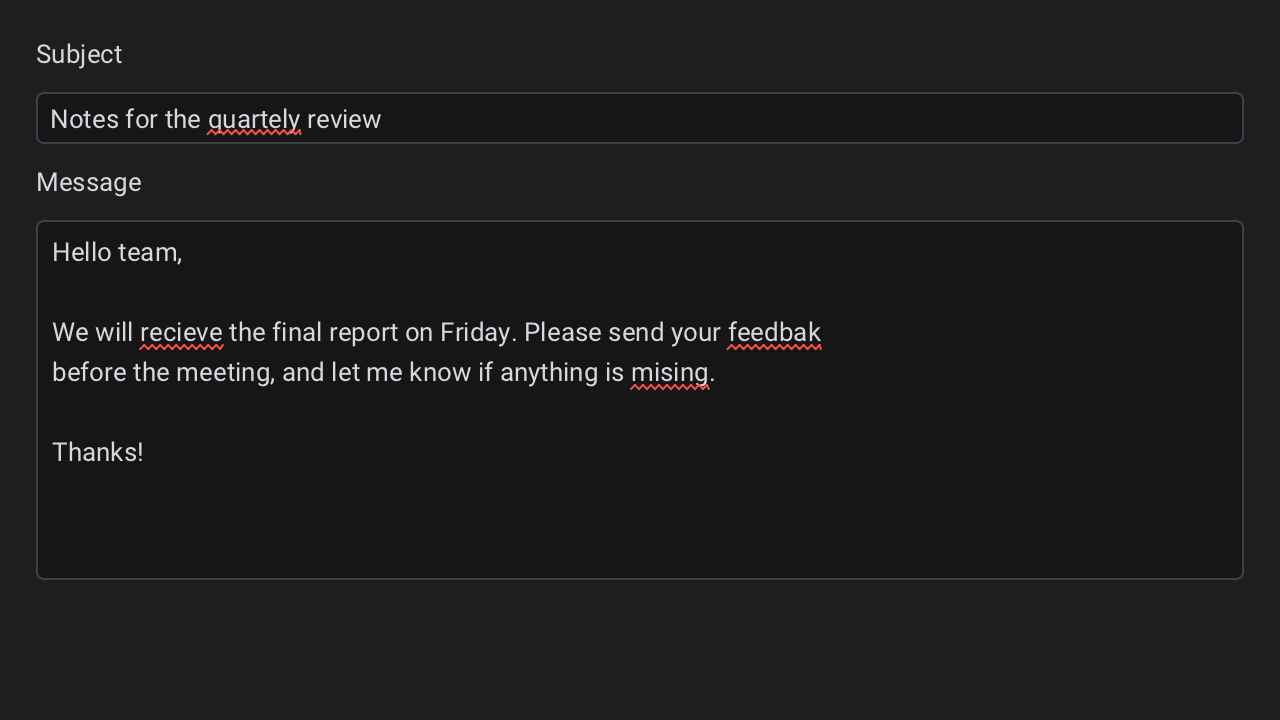 Subject
Notes for the quartely review
Message
Hello team,
We will recieve the final report on Friday. Please send your feedbak
before the meeting, and let me know if anything is mising.
Thanks!